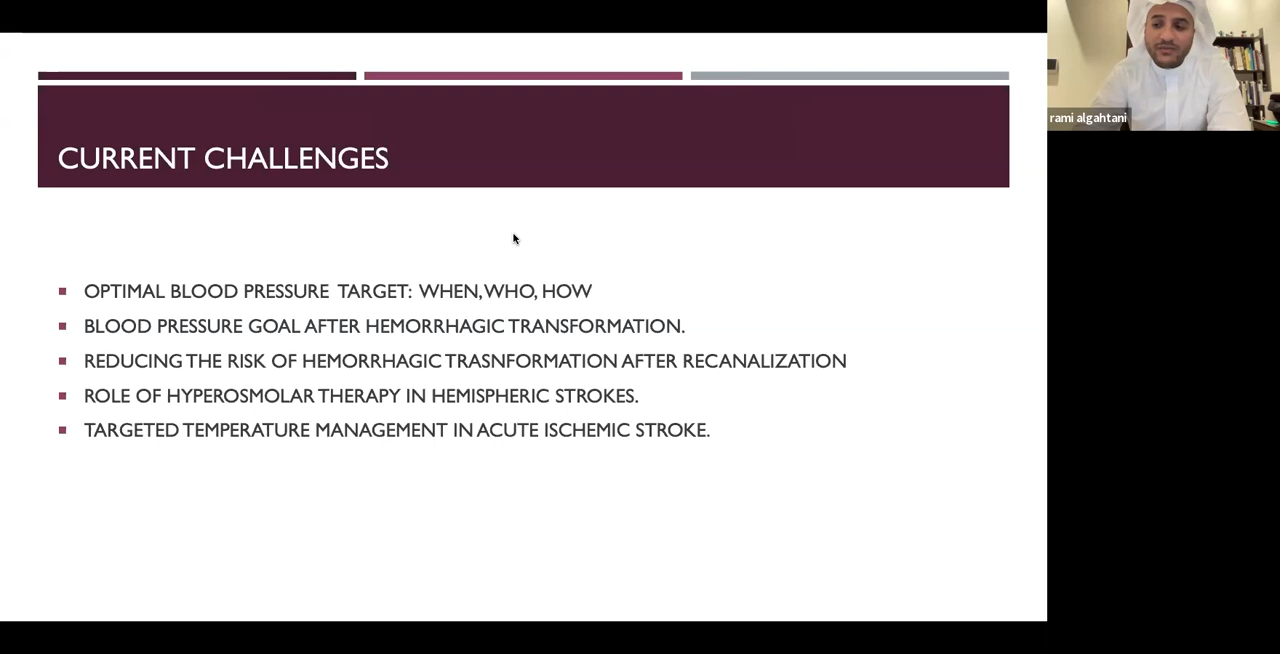 CURRENT CHALLENGES
OPTIMAL BLOOD PRESSURE TARGET: WHEN, WHO, HOW
BLOOD PRESSURE GOAL AFTER HEMORRHAGIC TRANSFORMATION.
REDUCING THE RISK OF HEMORRHAGIC TRASNFORMATION AFTER RECANALIZATION
ROLE OF HYPEROSMOLAR THERAPY IN HEMISPHERIC STROKES.
TARGETED TEMPERATURE MANAGEMENT IN ACUTE ISCHEMIC STROKE.
rami algahtani